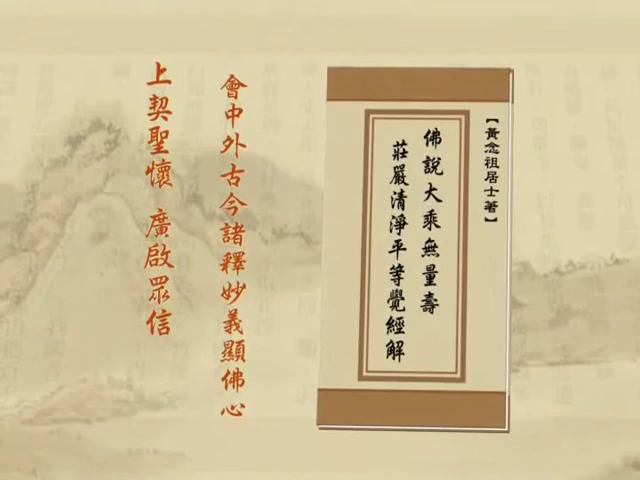 【黃念祖居士著】
佛說大乘無量壽
莊嚴清淨平等覺經解
會中外古今諸釋妙義顯佛心
上契聖懷 廣啟眾信